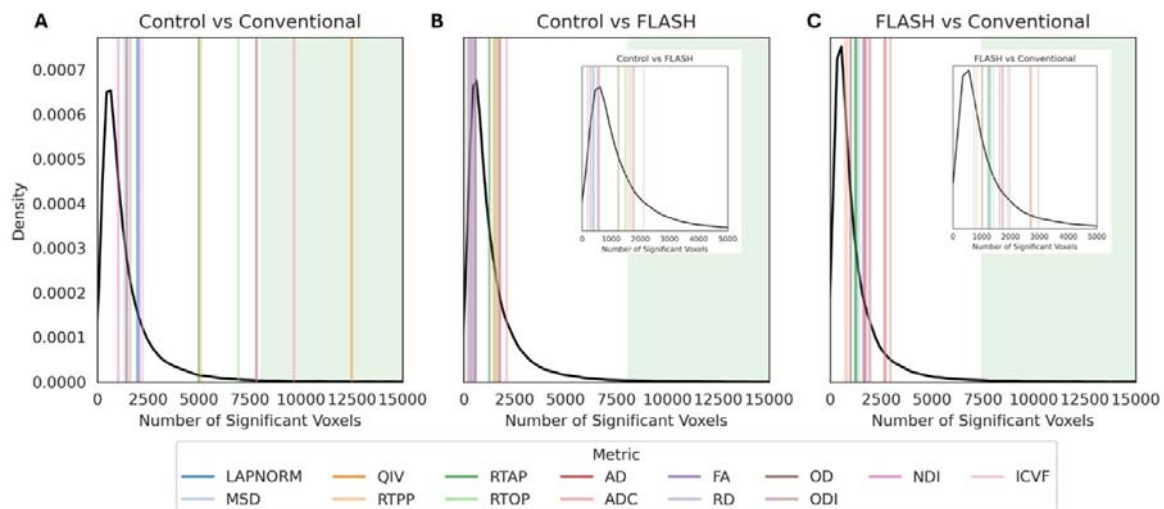 A Control vs Conventional
B Control vs FLASH
C FLASH vs Conventional
Density
0.0007
0.0006
0.0005
0.0004
0.0003
0.0002
0.0001
0.0000
0 2500 5000 7500 10000 12500 15000
Number of Significant Voxels
Control vs FLASH
0 1000 2000 3000 4000 5000
Number of Significant Voxels
0 2500 5000 7500 10000 12500 15000
Number of Significant Voxels
FLASH vs Conventional
0 1000 2000 3000 4000 5000
Number of Significant Voxels
0 2500 5000 7500 10000 12500 15000
Number of Significant Voxels
Metric
LAPNORM QIV RTAP AD FA OD NDI ICVF
MSD RTPP RTOP ADC RD ODI